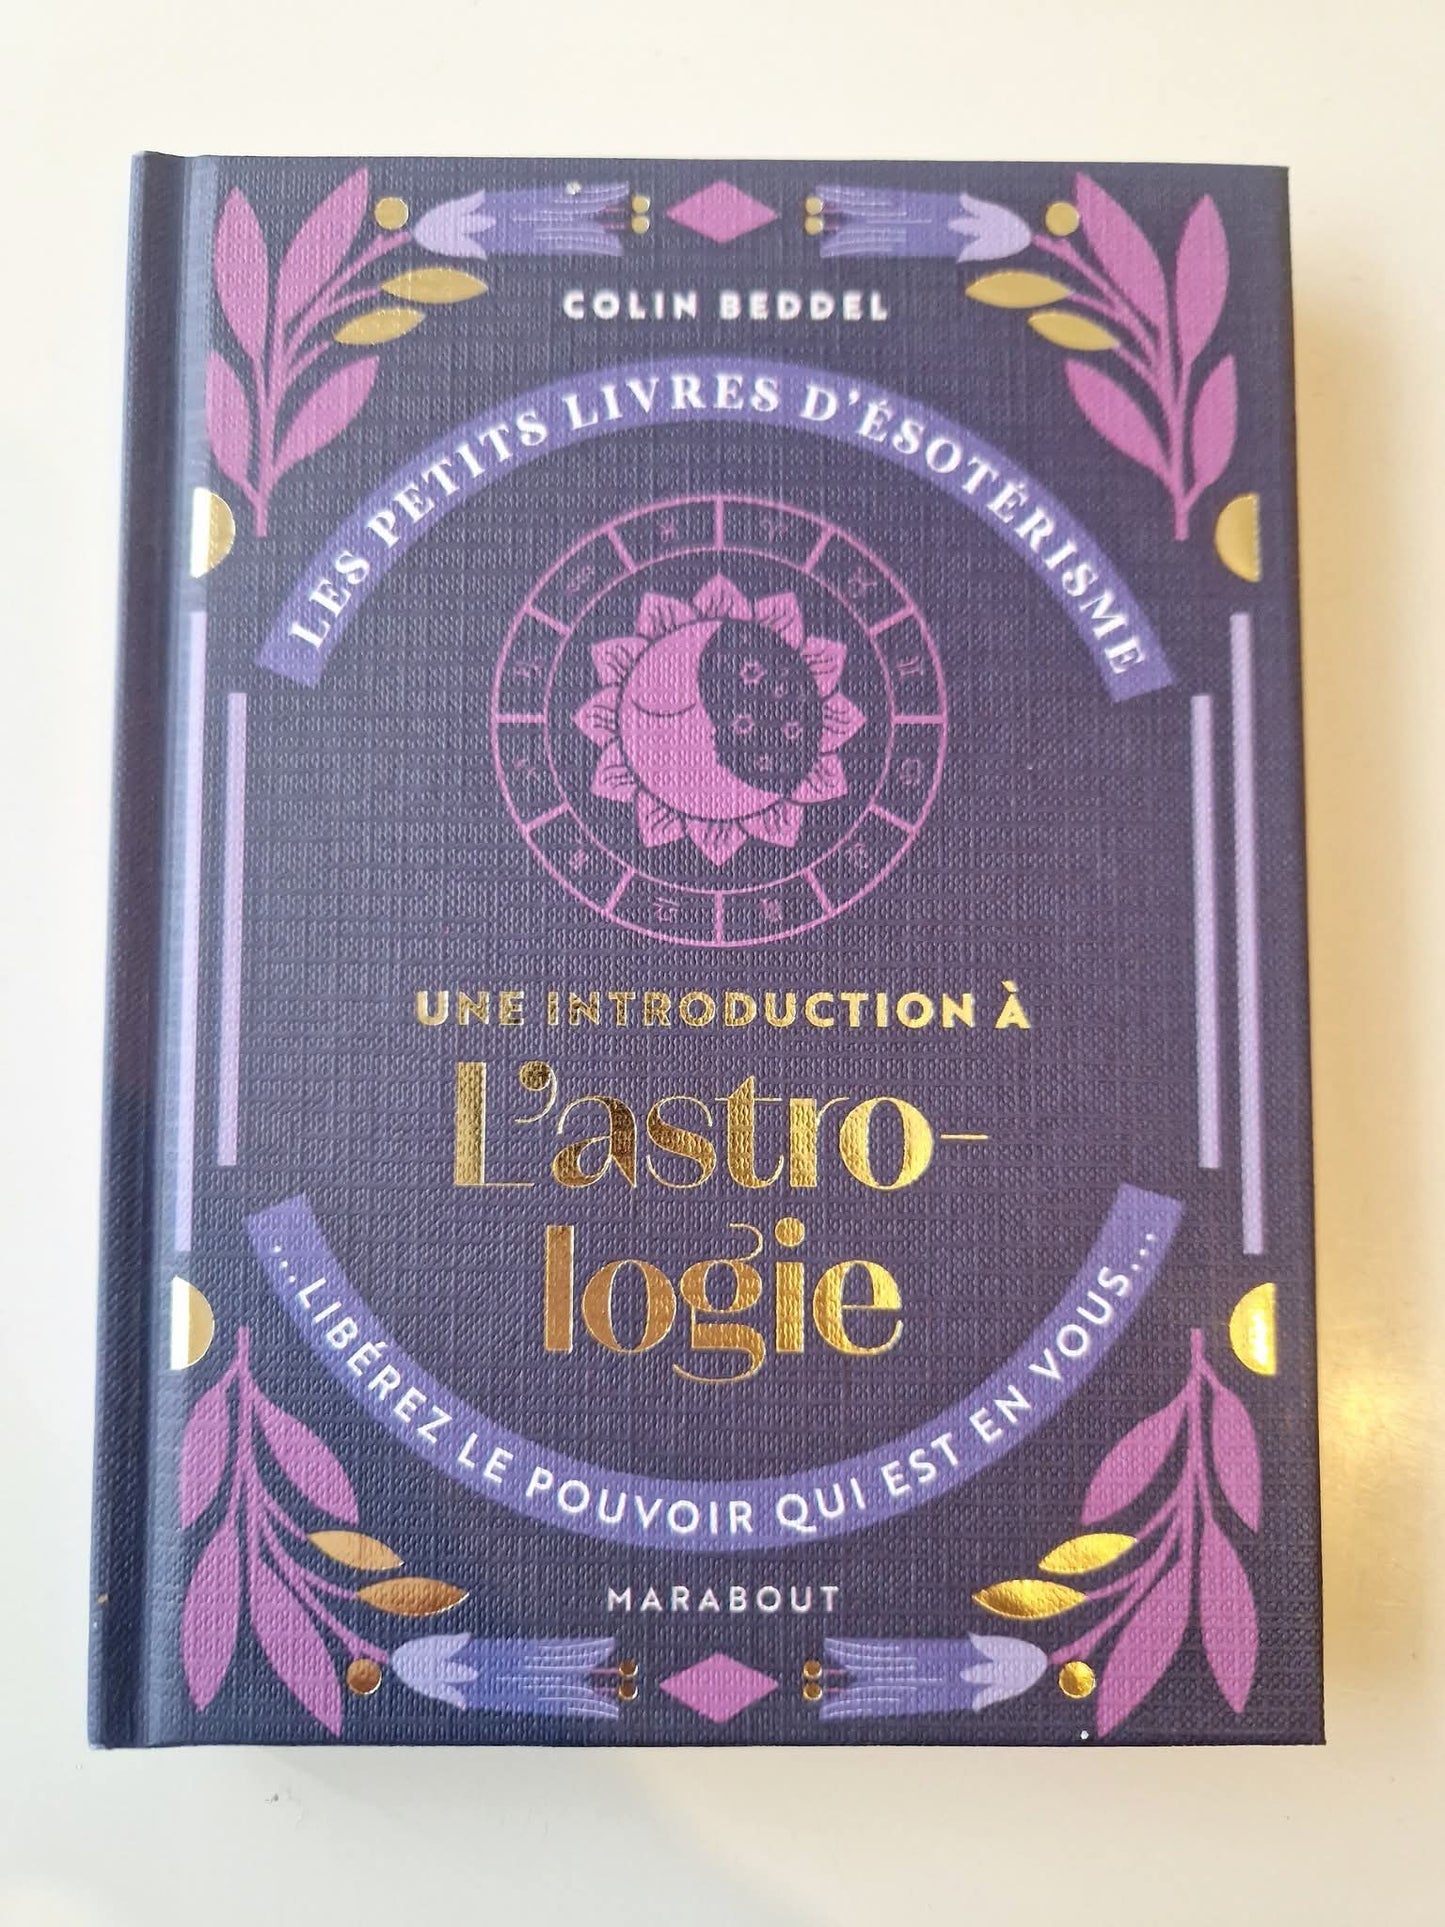 COLIN BEDDEL
LES PETITS LIVRES D'ÉSOTÉRISME
UNE INTRODUCTION À
L'astro-
logie
...LIBÉREZ LE POUVOIR QUI EST EN VOUS...
MARABOUT